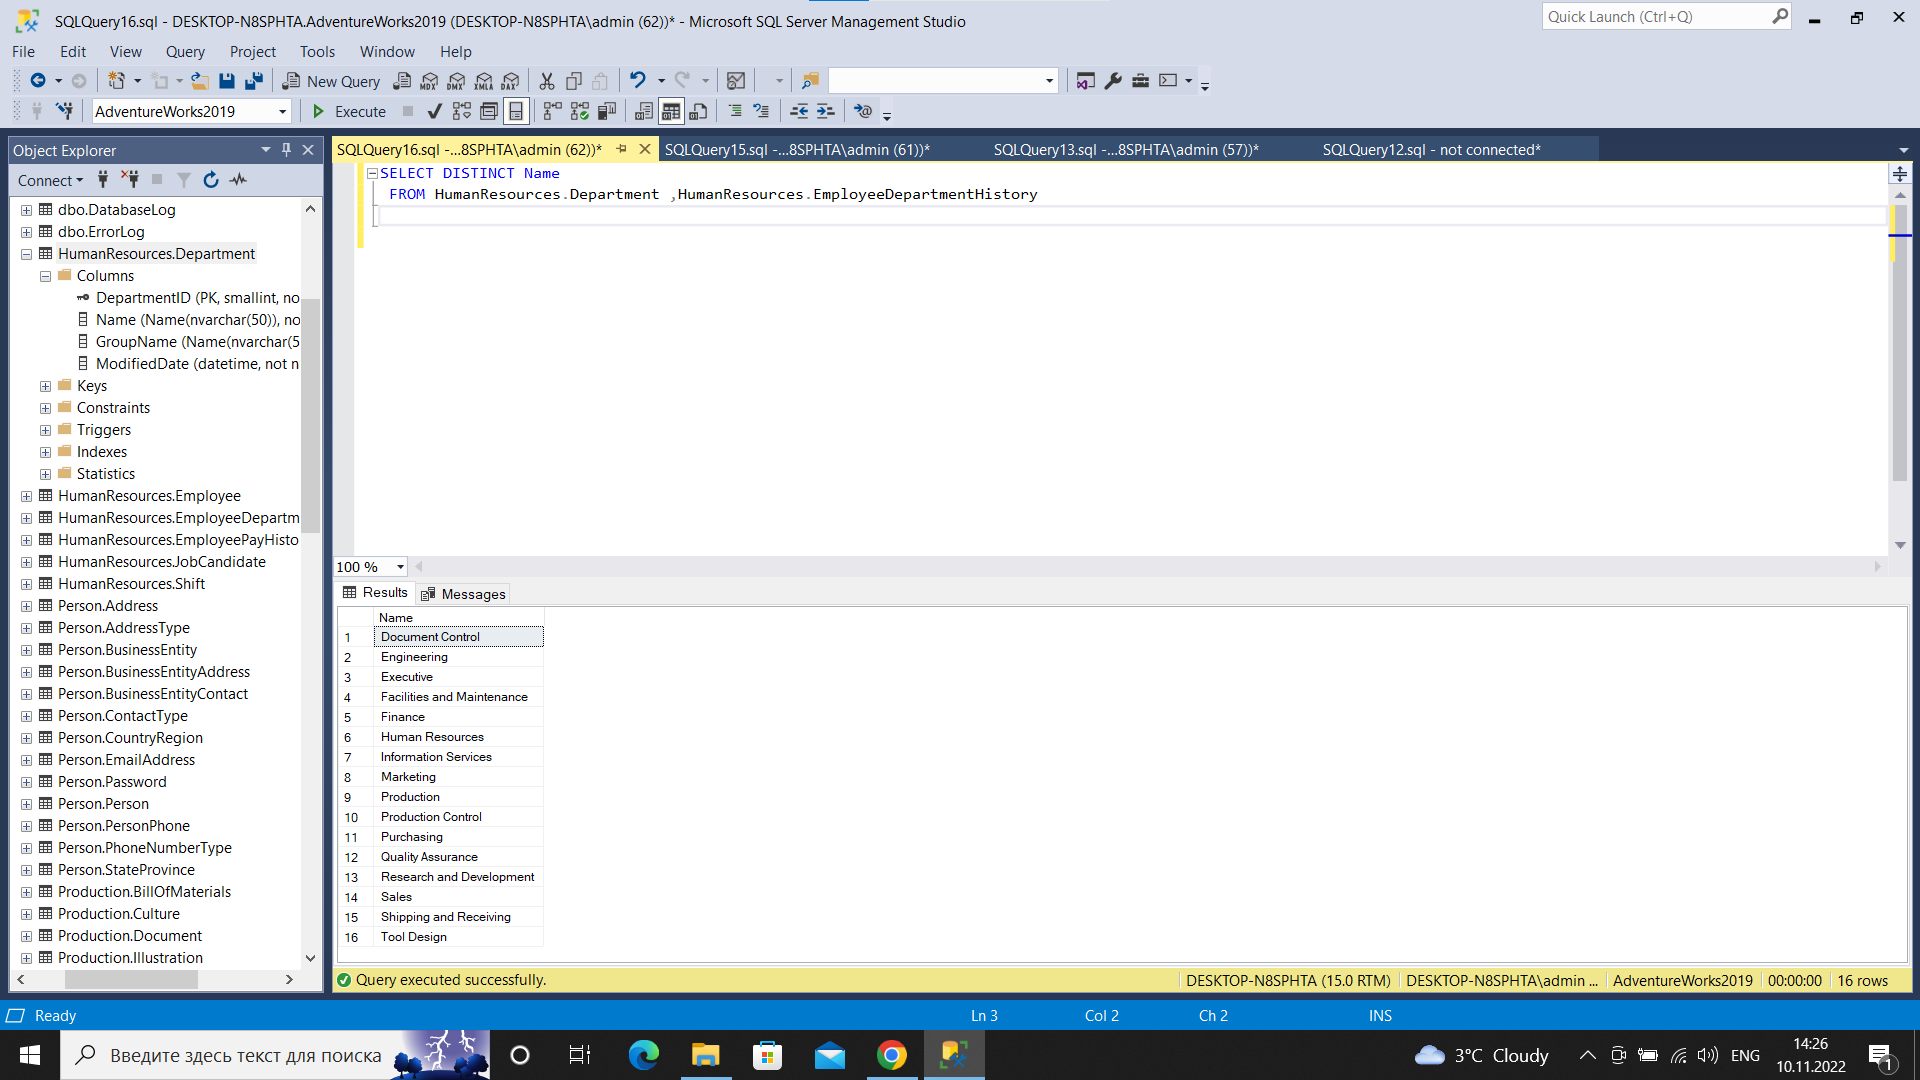 SQLQuery16.sql - DESKTOP-N8SPHTA.AdventureWorks2019 (DESKTOP-N8SPHTA\admin (62))* - Microsoft SQL Server Management Studio
Quick Launch (Ctrl+Q)
File Edit View Query Project Tools Window Help
New Query MDX DMX XMLA DAX
AdventureWorks2019 Execute
Object Explorer
Connect
dbo.DatabaseLog
dbo.ErrorLog
HumanResources.Department
Columns
DepartmentID (PK, smallint, no
Name (Name(nvarchar(50)), no
GroupName (Name(nvarchar(5
ModifiedDate (datetime, not n
Keys
Constraints
Triggers
Indexes
Statistics
HumanResources.Employee
HumanResources.EmployeeDepartm
HumanResources.EmployeePayHisto
HumanResources.JobCandidate
HumanResources.Shift
Person.Address
Person.AddressType
Person.BusinessEntity
Person.BusinessEntityAddress
Person.BusinessEntityContact
Person.ContactType
Person.CountryRegion
Person.EmailAddress
Person.Password
Person.Person
Person.PersonPhone
Person.PhoneNumberType
Person.StateProvince
Production.BillOfMaterials
Production.Culture
Production.Document
Production.Illustration
SQLQuery16.sql -...8SPHTA\admin (62))* SQLQuery15.sql -...8SPHTA\admin (61))* SQLQuery13.sql -...8SPHTA\admin (57))* SQLQuery12.sql - not connected*
SELECT DISTINCT Name
FROM HumanResources.Department ,HumanResources.EmployeeDepartmentHistory
100 %
Results Messages
Name
1 Document Control
2 Engineering
3 Executive
4 Facilities and Maintenance
5 Finance
6 Human Resources
7 Information Services
8 Marketing
9 Production
10 Production Control
11 Purchasing
12 Quality Assurance
13 Research and Development
14 Sales
15 Shipping and Receiving
16 Tool Design
Query executed successfully. DESKTOP-N8SPHTA (15.0 RTM) DESKTOP-N8SPHTA\admin ... AdventureWorks2019 00:00:00 16 rows
Ready Ln 3 Col 2 Ch 2 INS
Введите здесь текст для поиска
3°C Cloudy ENG 14:26
10.11.2022
1